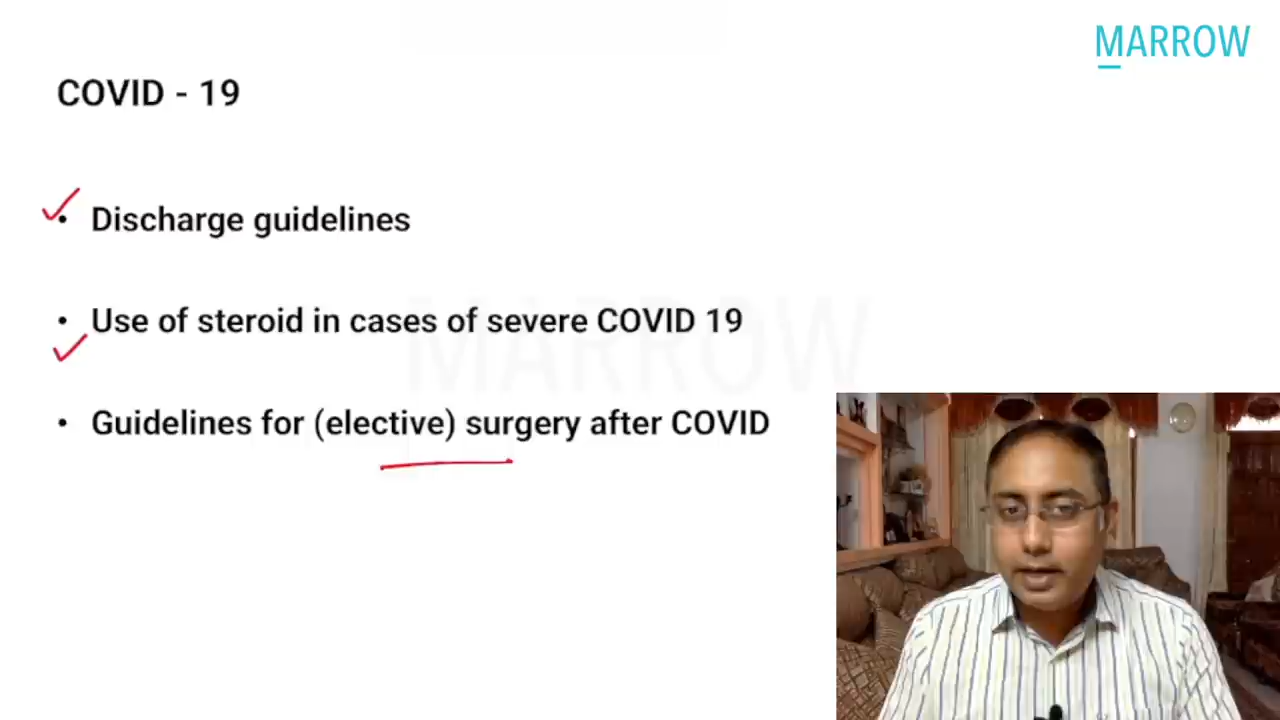 MARROW
COVID - 19
• Discharge guidelines
• Use of steroid in cases of severe COVID 19
MARROW
• Guidelines for (elective) surgery after COVID